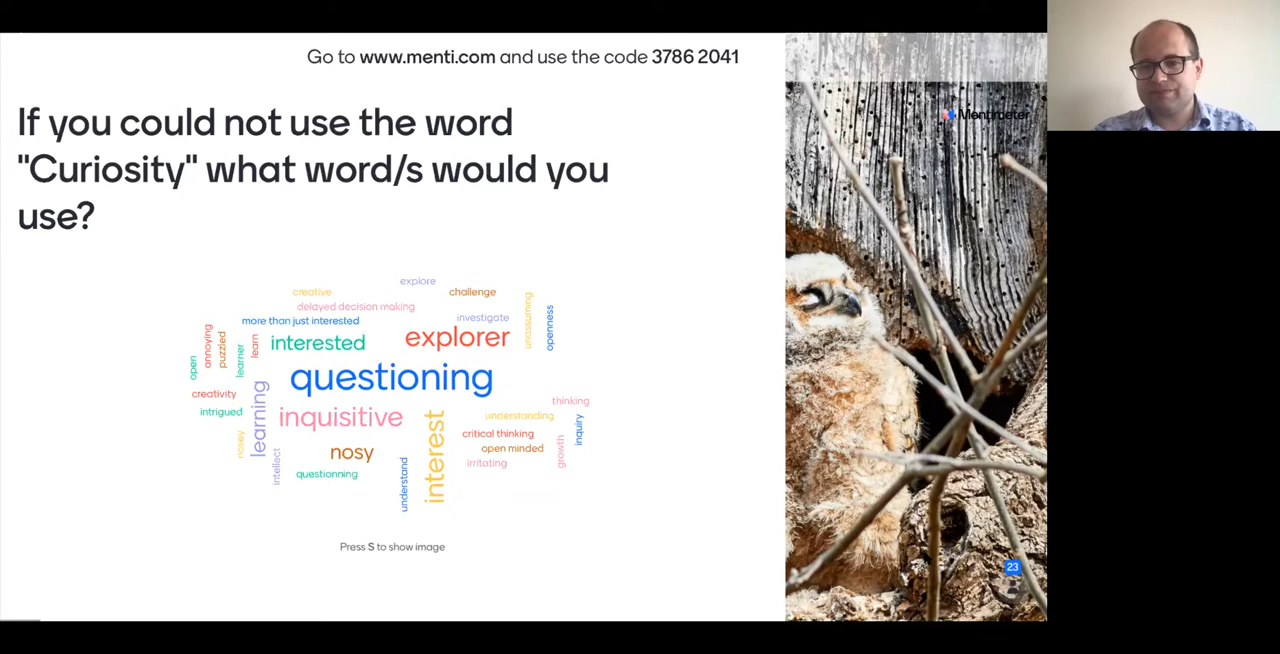 Go to www.menti.com and use the code 3786 2041
Mentimeter
If you could not use the word
"Curiosity" what word/s would you
use?
explore
creative
challenge
delayed decision making
unassuming
openness
more than just interested
investigate
annoying
puzzled
learner
learn
interested
explorer
open
questioning
creativity
intrigued
learning
inquisitive
interest
understanding
thinking
inquiry
nosey
intellect
nosy
critical thinking
open minded
growth
irritating
questionning
understand
Press S to show image
23